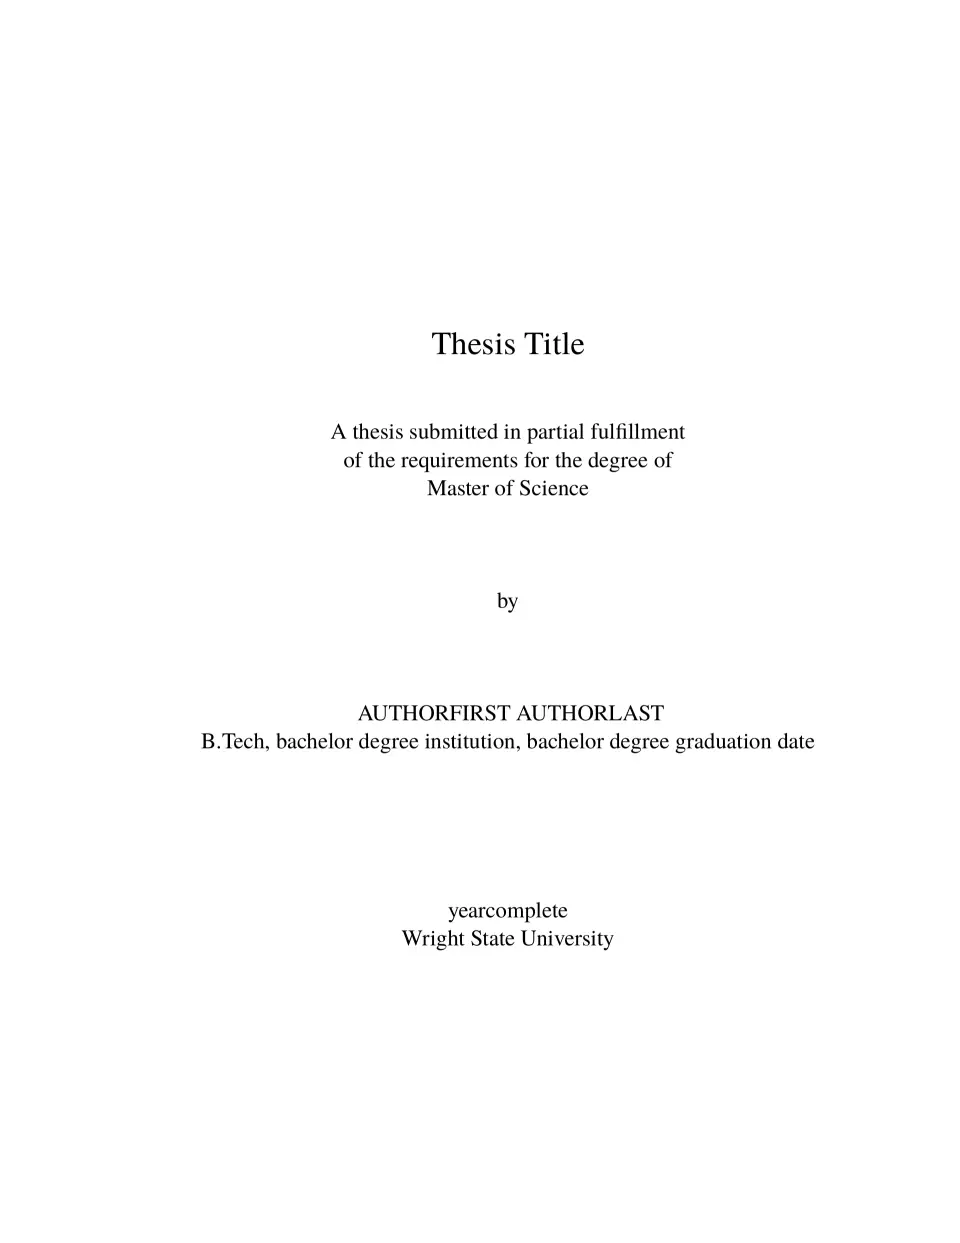 Thesis Title
A thesis submitted in partial fulfillment
of the requirements for the degree of
Master of Science
by
AUTHORFIRST AUTHORLAST
B.Tech, bachelor degree institution, bachelor degree graduation date
yearcomplete
Wright State University